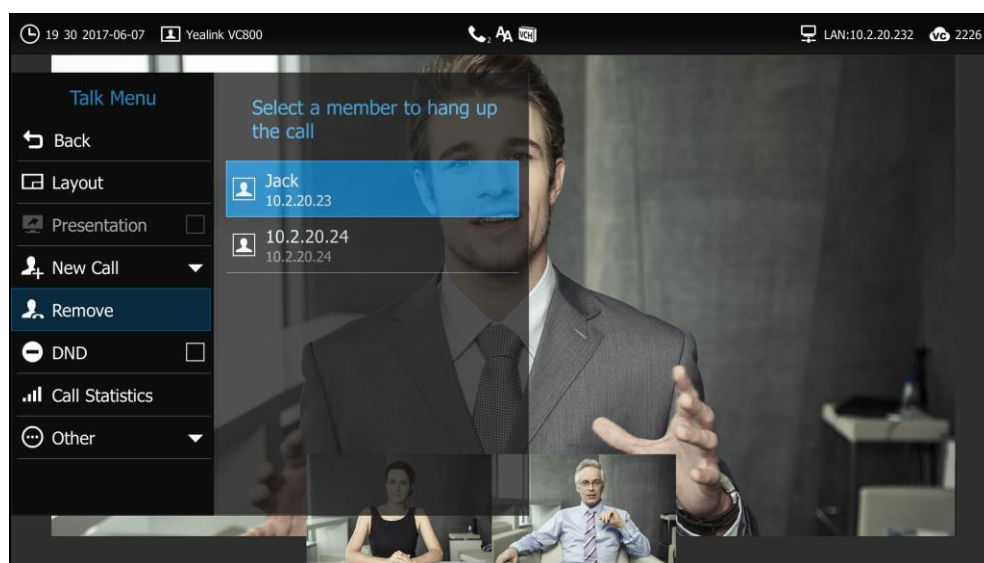 19 30 2017-06-07 Yealink VC800 2 AA VCH LAN:10.2.20.232 VC 2226
Talk Menu
Back
Layout
Presentation
New Call
Remove
DND
Call Statistics
Other
Select a member to hang up
the call
Jack
10.2.20.23
10.2.20.24
10.2.20.24